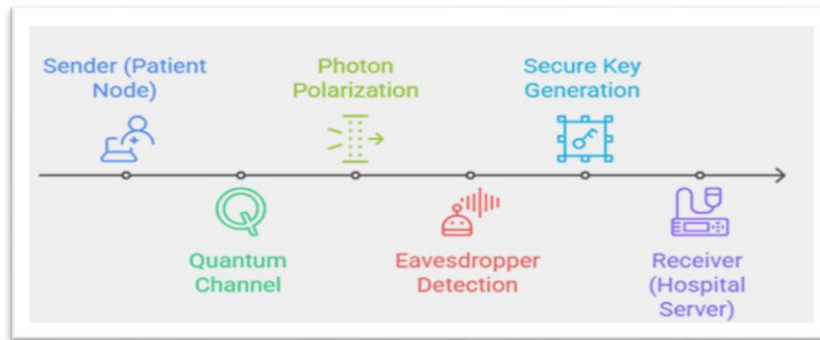 Sender (Patient
Node)
Photon
Polarization
Secure Key
Generation
Quantum
Channel
Eavesdropper
Detection
Receiver
(Hospital
Server)